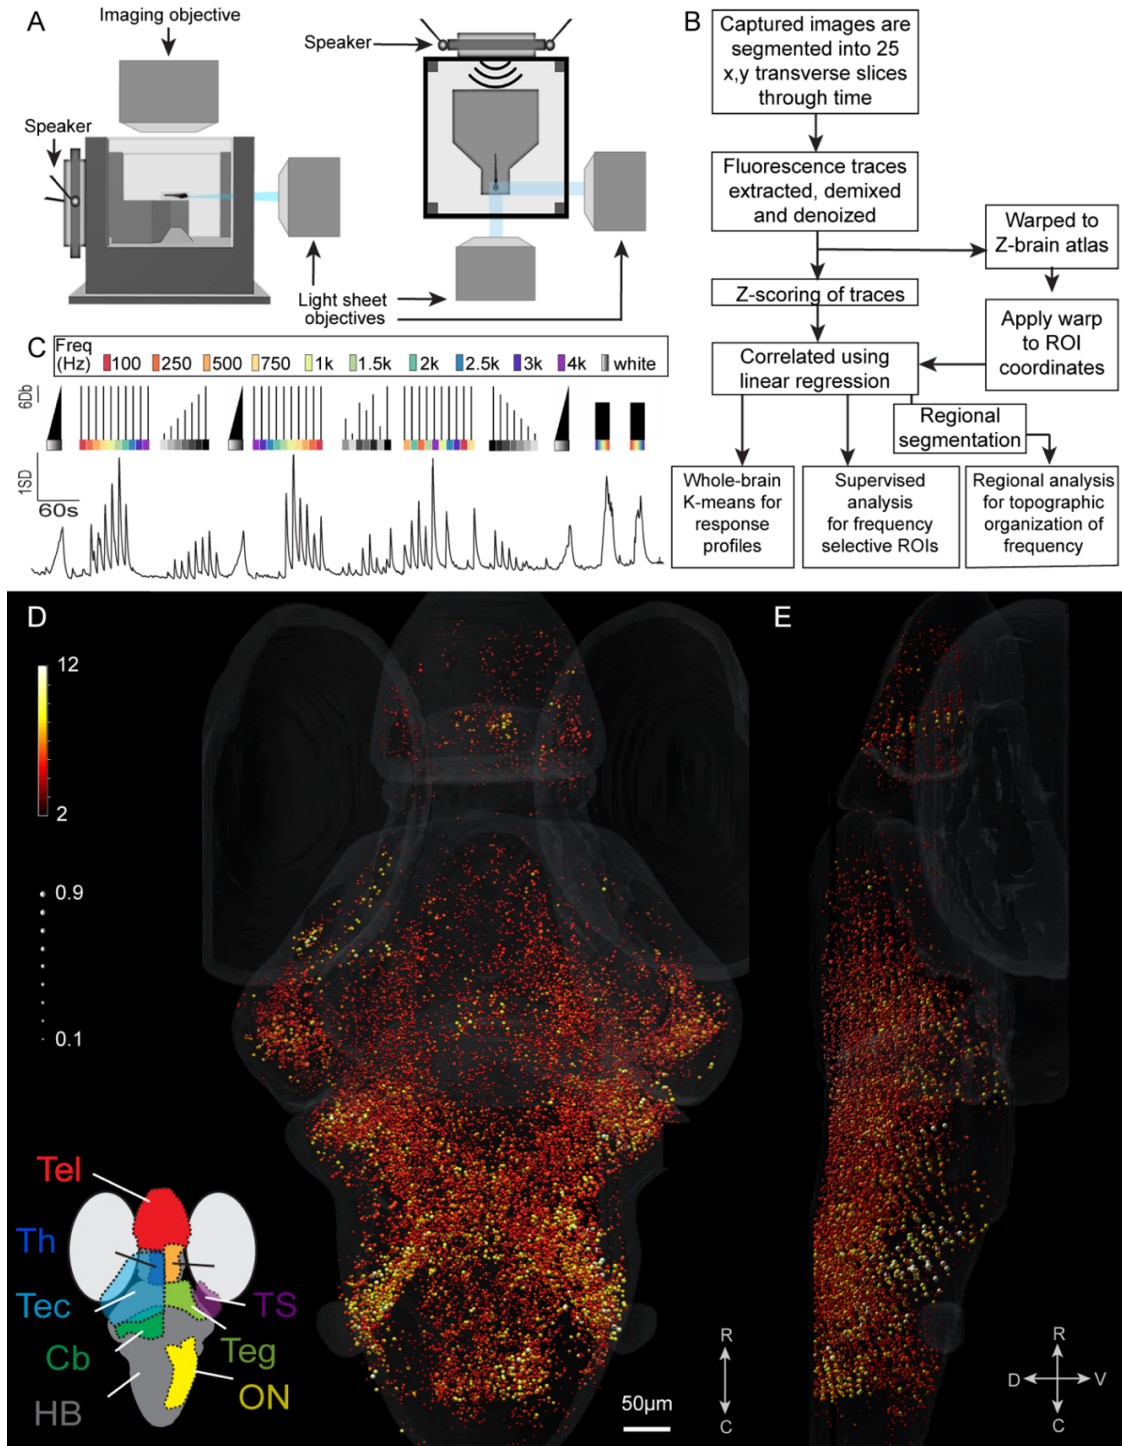 A
Imaging objective
Speaker
Speaker
Light sheet
objectives
B
Captured images are
segmented into 25
x,y transverse slices
through time
Fluorescence traces
extracted, demixed
and denoized
Warped to
Z-brain atlas
Z-scoring of traces
Apply warp
to ROI
coordinates
Correlated using
linear regression
Regional
segmentation
Whole-brain
K-means for
response
profiles
Supervised
analysis
for frequency
selective ROIs
Regional analysis
for topographic
organization of
frequency
C
Freq
(Hz)
100 250 500 750 1k 1.5k 2k 2.5k 3k 4k white
6Db
1SD
60s
D
12
2
0.9
0.1
Tel
Th
Tec
TS
Cb
Teg
HB
ON
50µm
R
C
E
R
D
V
C